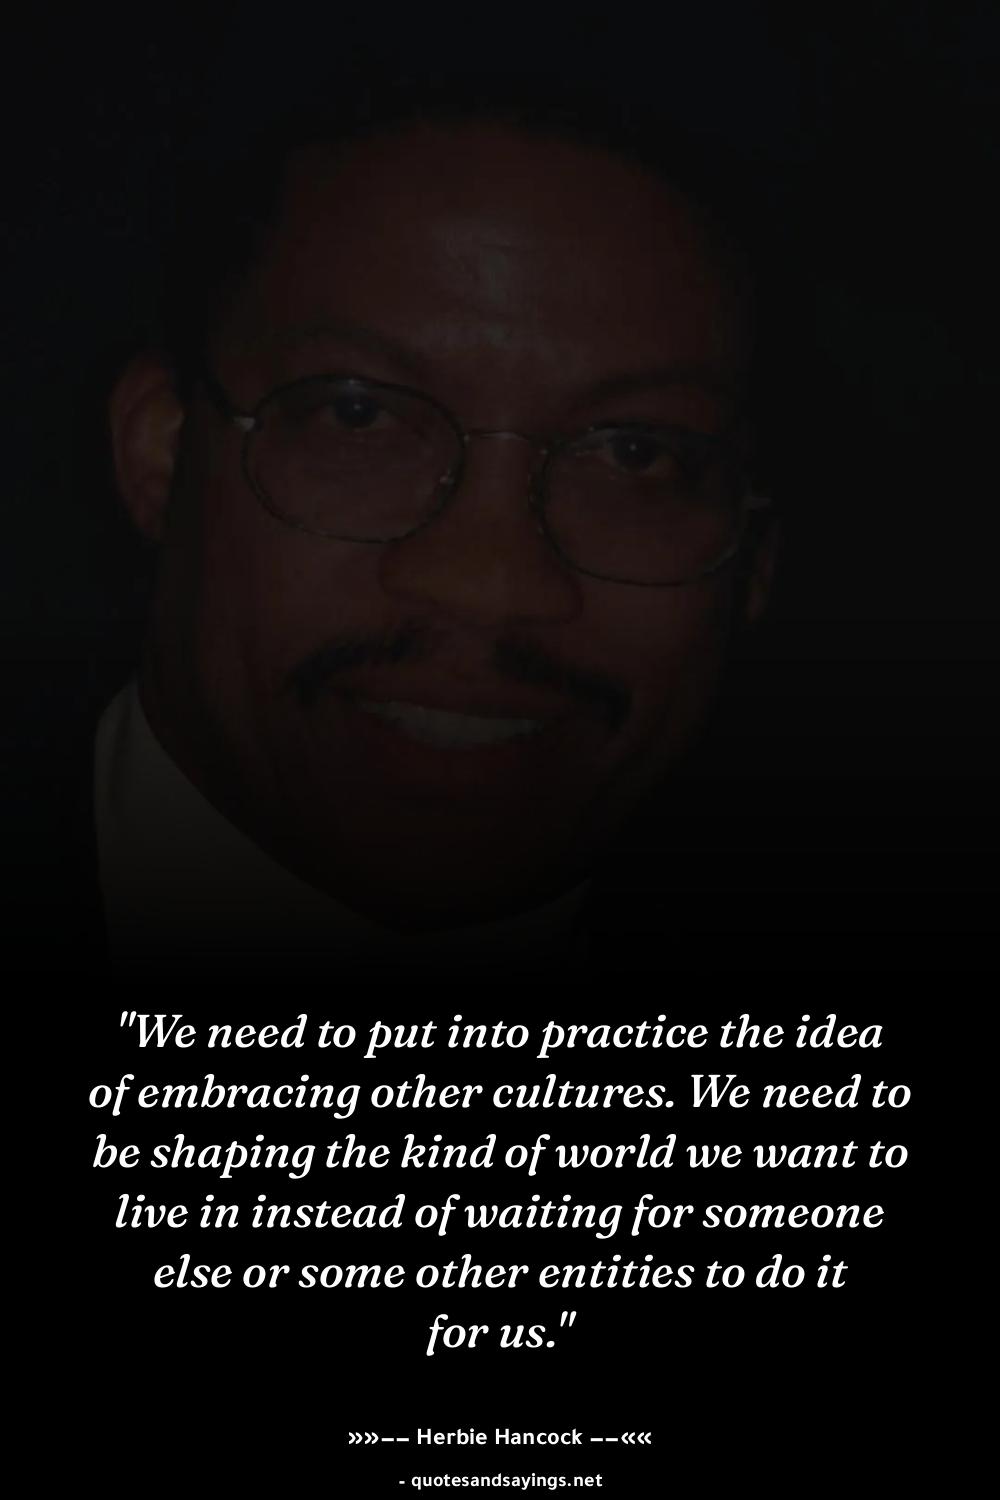 "We need to put into practice the idea
of embracing other cultures. We need to
be shaping the kind of world we want to
live in instead of waiting for someone
else or some other entities to do it
for us."
»»−− Herbie Hancock −−««
- quotesandsayings.net